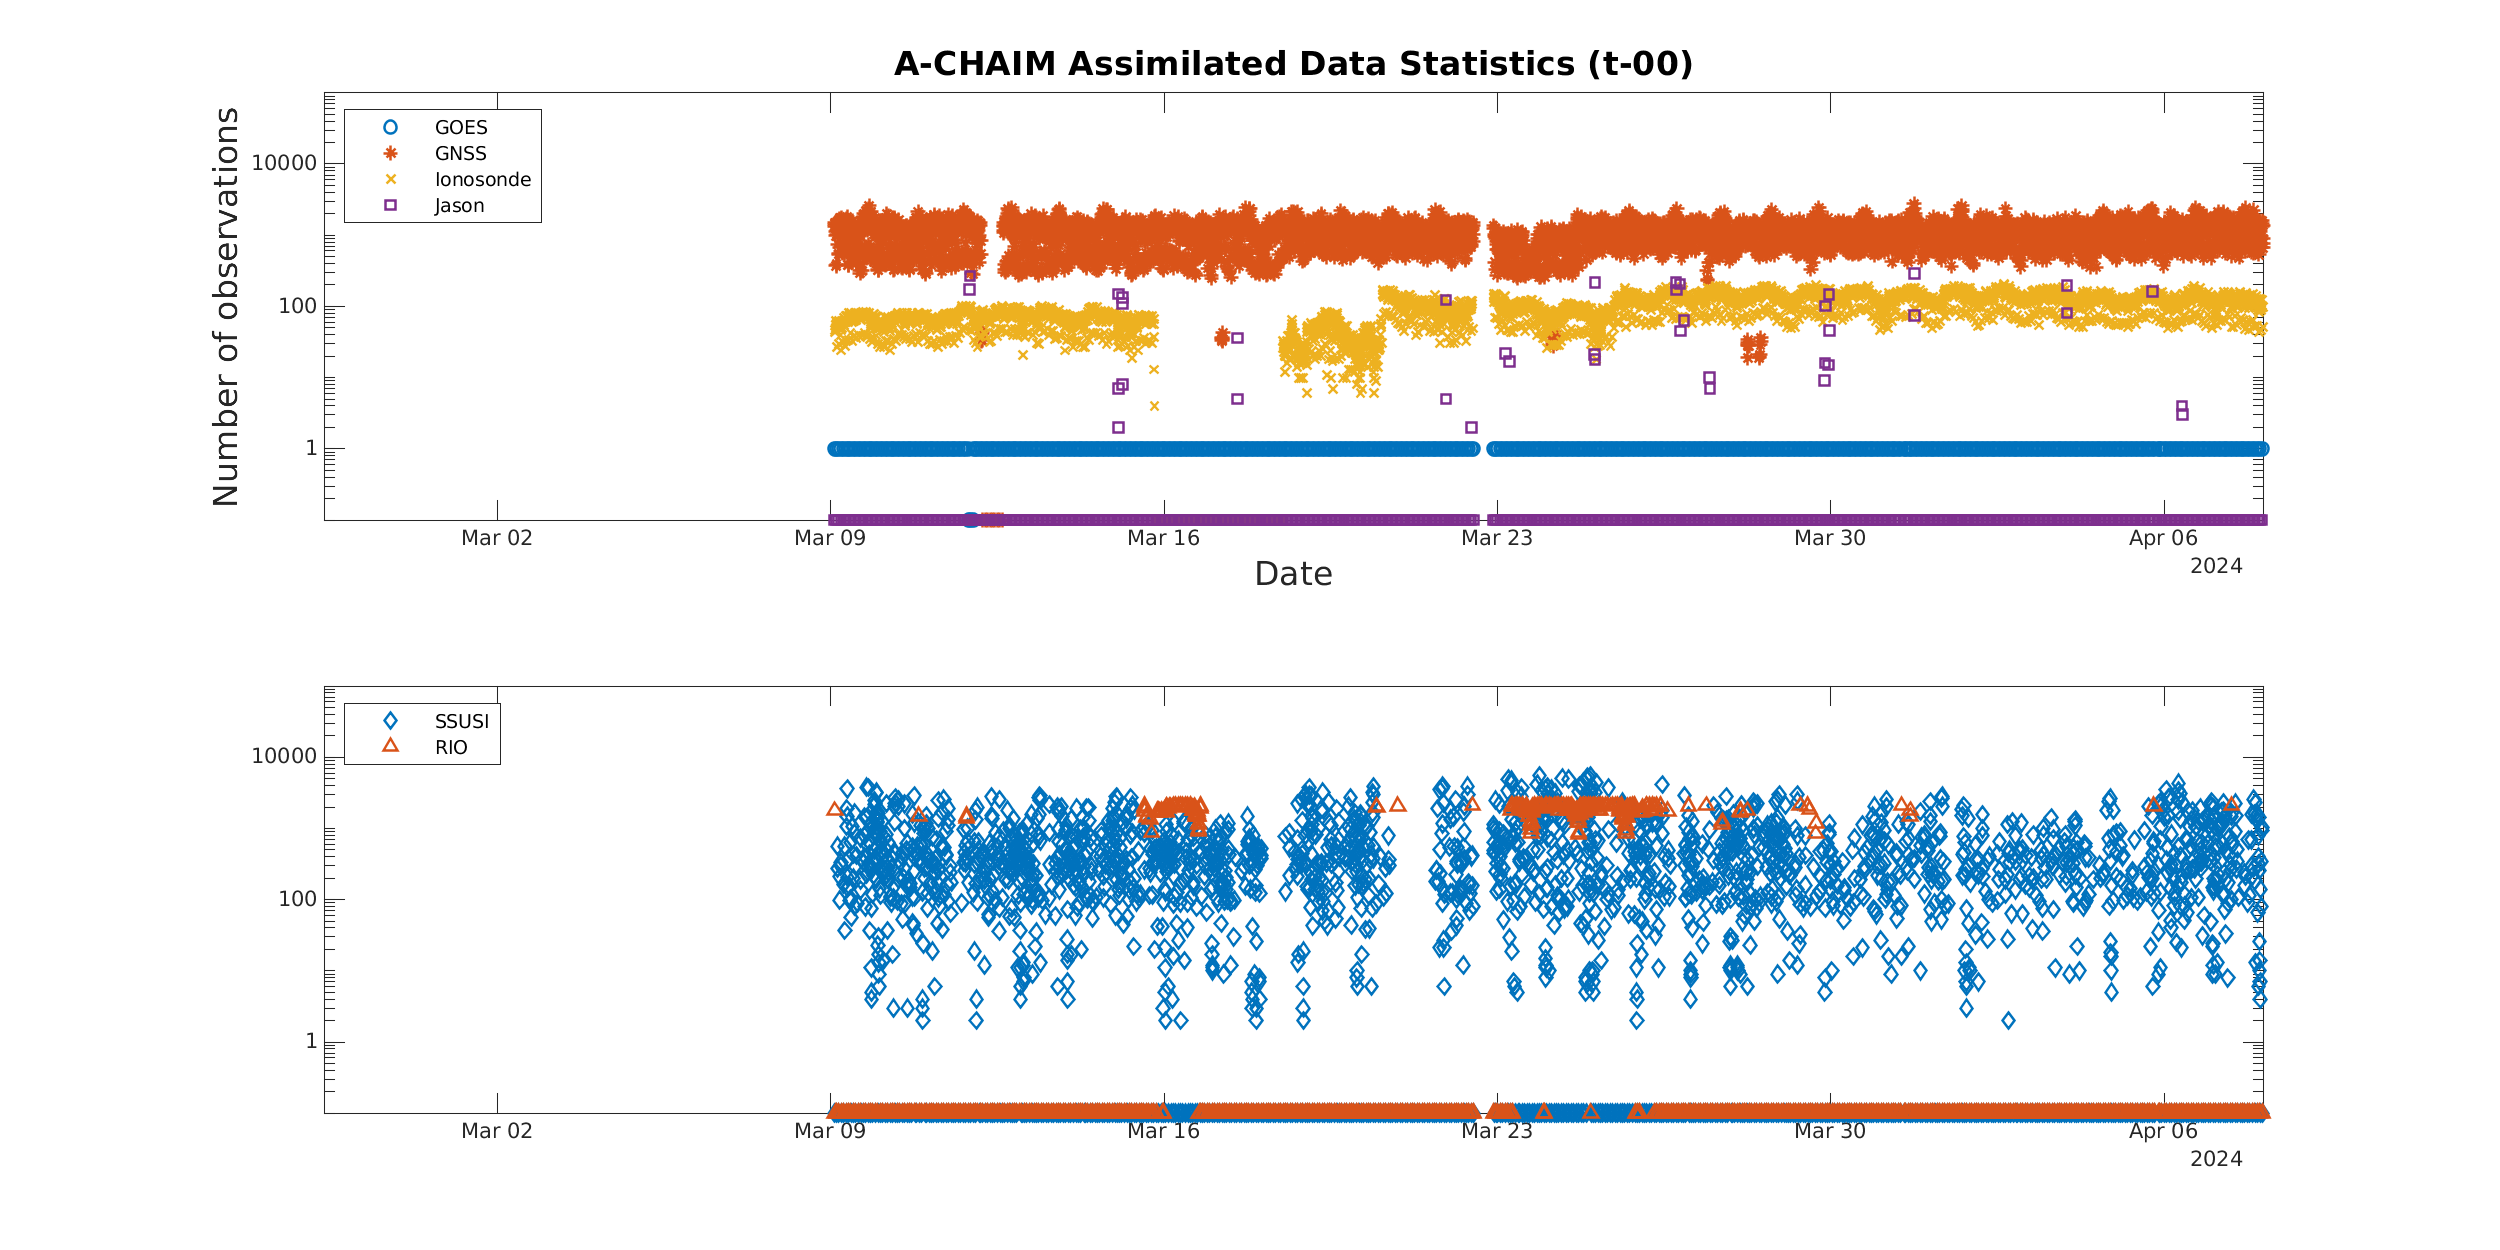 A-CHAIM Assimilated Data Statistics (t-00)
Number of observations
GOES
GNSS
Ionosonde
Jason
10000
100
1
Mar 02 Mar 09 Mar 16 Mar 23 Mar 30 Apr 06
2024
Date
SSUSI
RIO
10000
100
1
Mar 02 Mar 09 Mar 16 Mar 23 Mar 30 Apr 06
2024